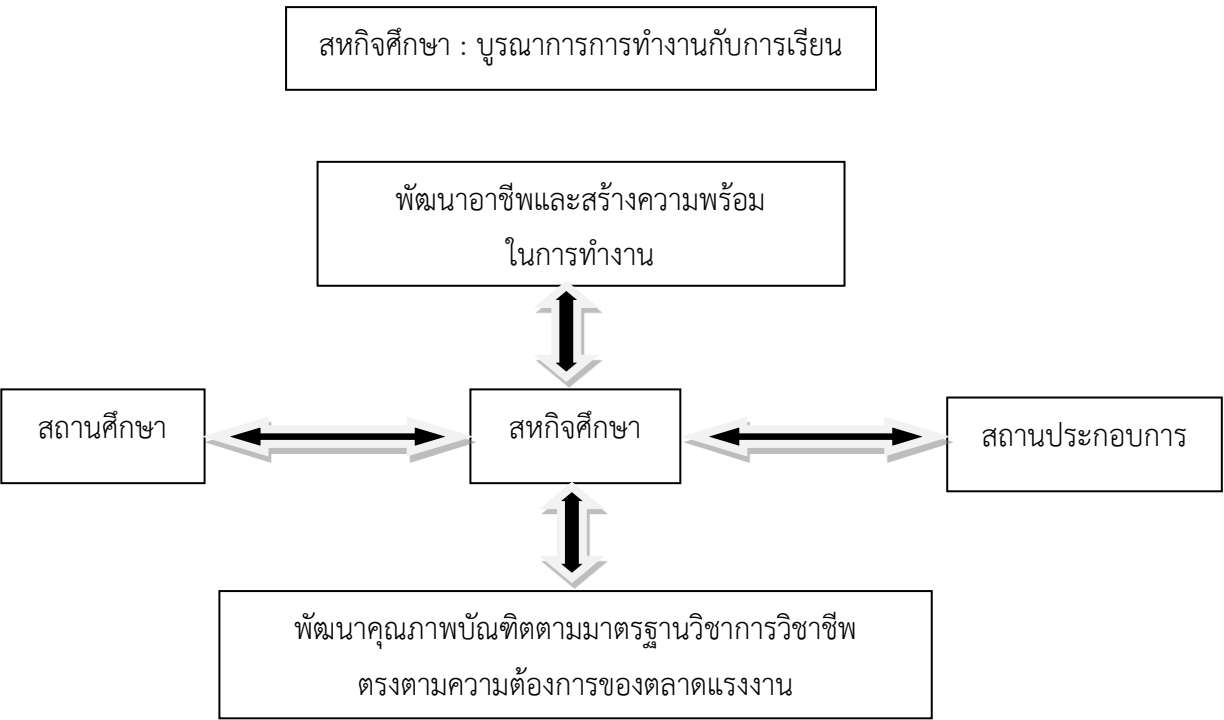 สหกิจศึกษา : บูรณาการการทำงานกับการเรียน
พัฒนาอาชีพและสร้างความพร้อม
ในการทำงาน
สถานศึกษา
สหกิจศึกษา
สถานประกอบการ
พัฒนาคุณภาพบัณฑิตตามมาตรฐานวิชาการวิชาชีพ
ตรงตามความต้องการของตลาดแรงงาน